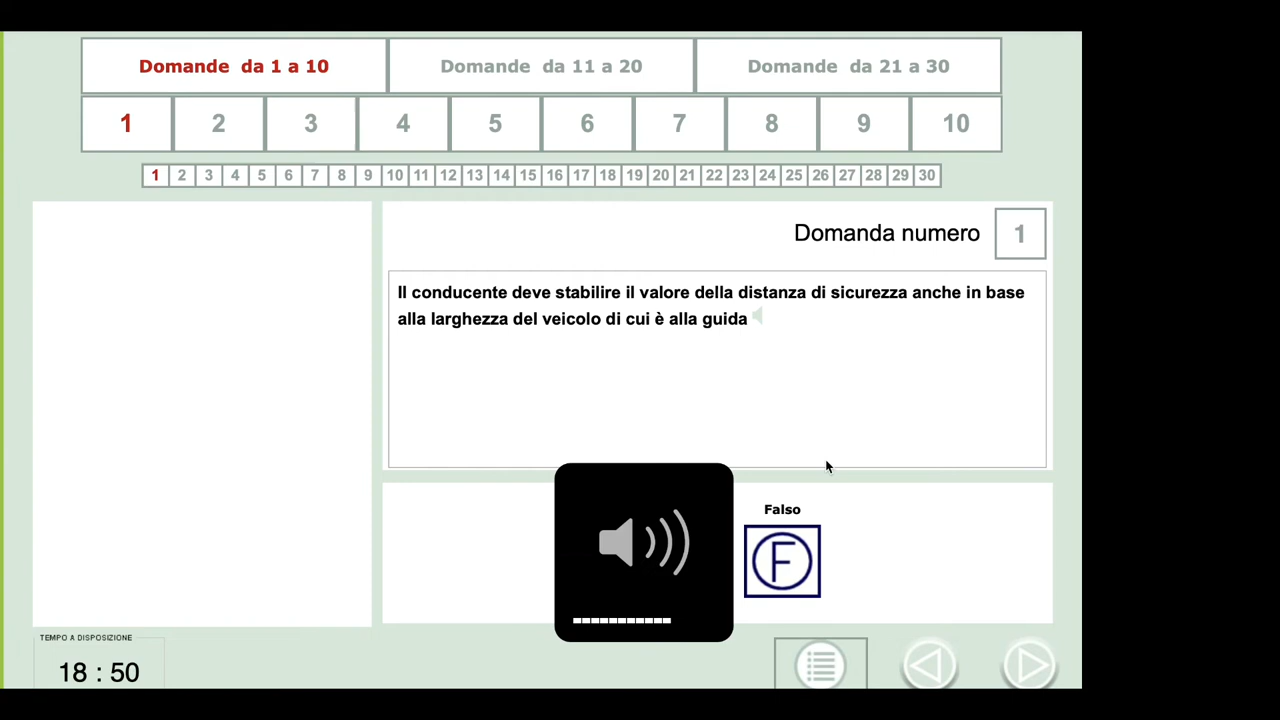 Domande da 1 a 10 Domande da 11 a 20 Domande da 21 a 30
1 2 3 4 5 6 7 8 9 10
1 2 3 4 5 6 7 8 9 10 11 12 13 14 15 16 17 18 19 20 21 22 23 24 25 26 27 28 29 30
Domanda numero 1
Il conducente deve stabilire il valore della distanza di sicurezza anche in base
alla larghezza del veicolo di cui è alla guida
Falso
F
TEMPO A DISPOSIZIONE
18 : 50